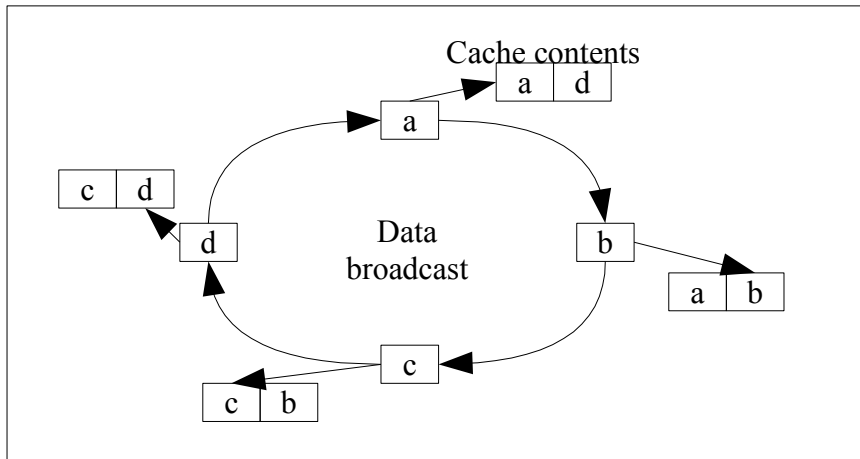 Cache contents
a d
a
c d
d
Data
broadcast
b
a b
c
c b